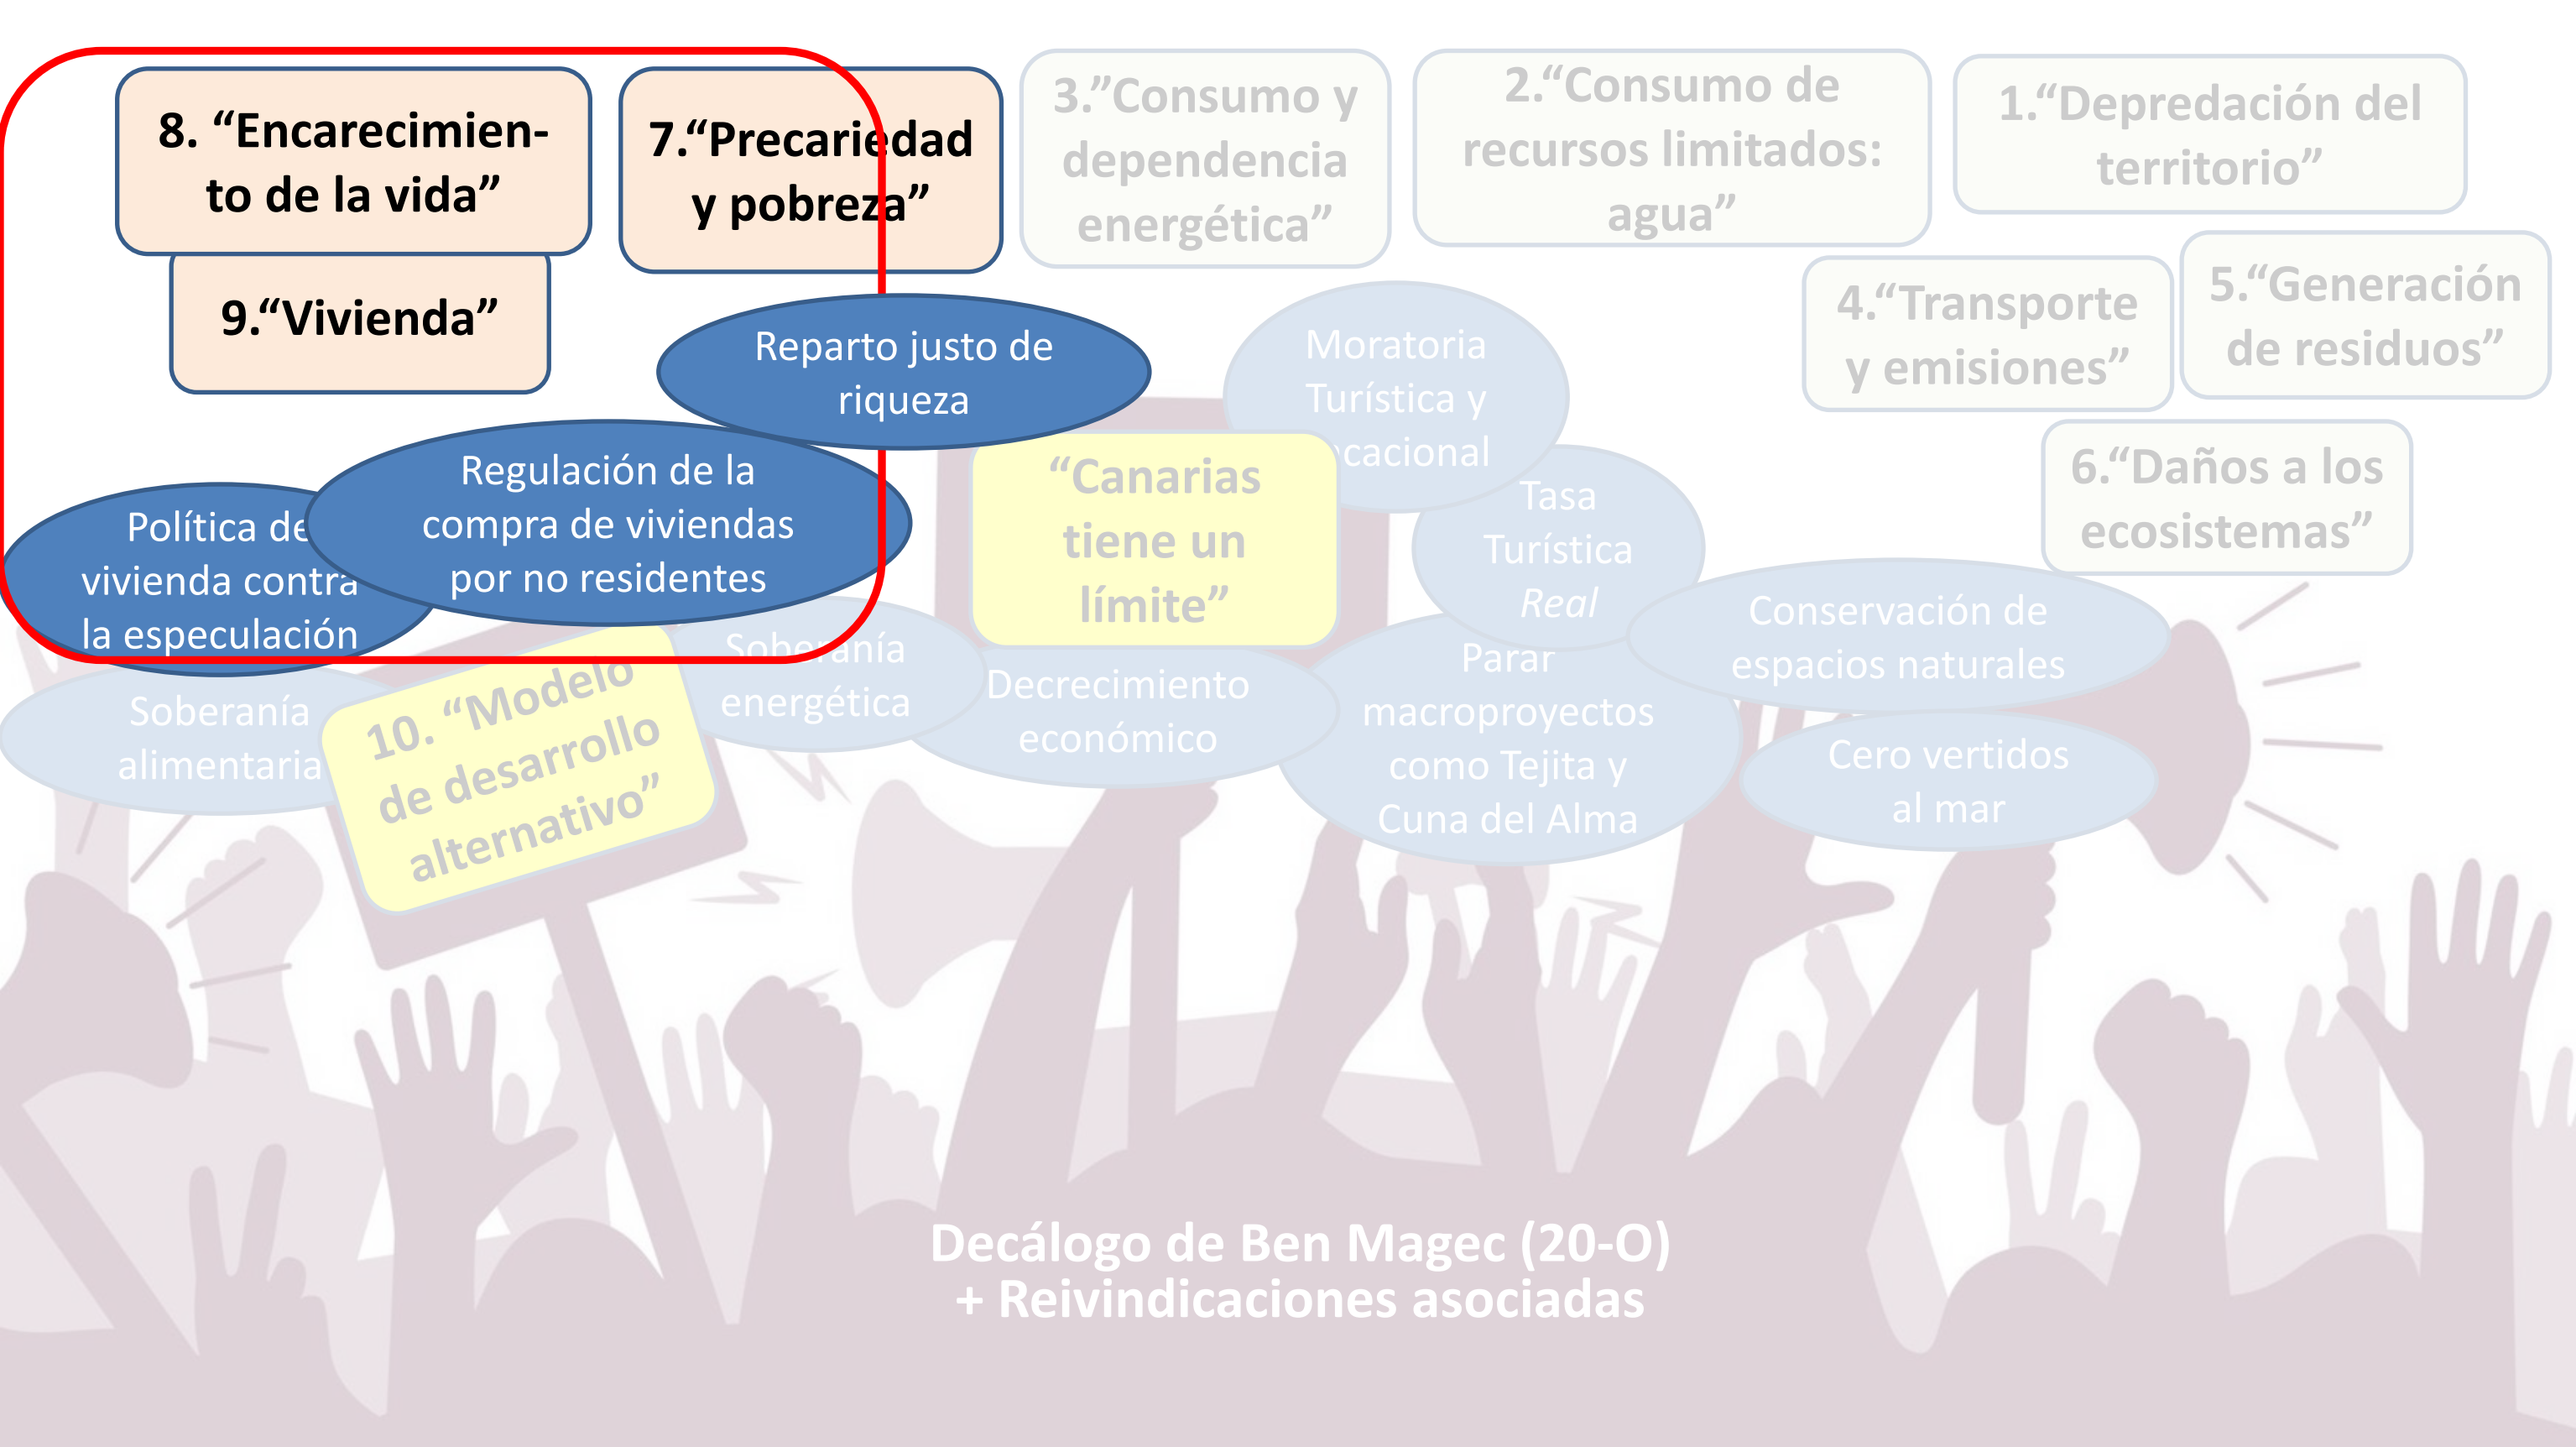 8. “Encarecimien-
to de la vida”
7.“Precariedad
y pobreza”
3.”Consumo y
dependencia
energética”
2.“Consumo de
recursos limitados:
agua”
1.“Depredación del
territorio”
9.“Vivienda”
4.“Transporte
y emisiones”
5.“Generación
de residuos”
6.“Daños a los
ecosistemas”
Reparto justo de
riqueza
Moratoria
Turística y
cacional
Regulación de la
compra de viviendas
por no residentes
Política de
vivienda contra
la especulación
“Canarias
tiene un
límite”
Tasa
Turística
Real
Conservación de
espacios naturales
Soberanía
alimentaria
10. “Modelo
de desarrollo
alternativo”
Soberanía
energética
Decrecimiento
económico
Parar
macroproyectos
como Tejita y
Cuna del Alma
Cero vertidos
al mar
Decálogo de Ben Magec (20-O)
+ Reivindicaciones asociadas